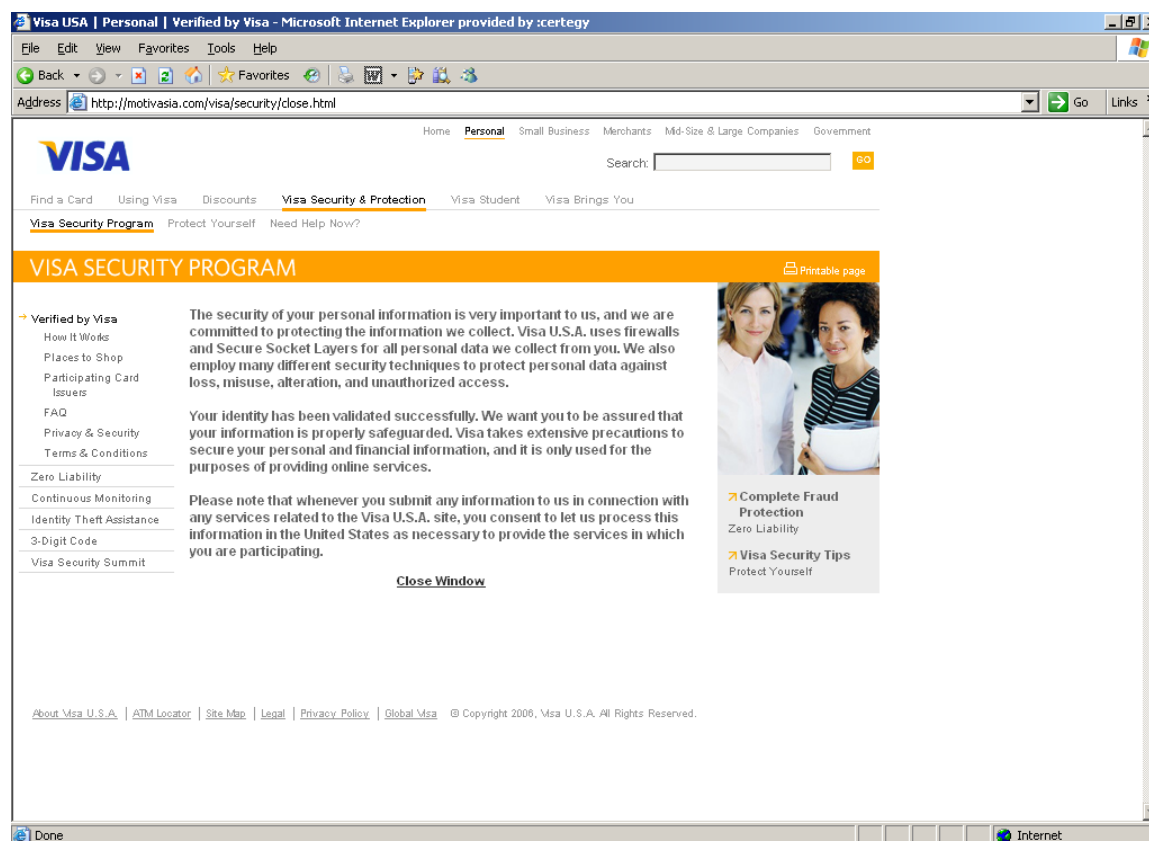 Visa USA | Personal | Verified by Visa - Microsoft Internet Explorer provided by :certegy
File Edit View Favorites Tools Help
Back Favorites
Address http://motivasia.com/visa/security/close.html Go Links
Home Personal Small Business Merchants Mid-Size & Large Companies Government
VISA
Search: GO
Find a Card Using Visa Discounts Visa Security & Protection Visa Student Visa Brings You
Visa Security Program Protect Yourself Need Help Now?
VISA SECURITY PROGRAM
Printable page
Verified by Visa
How It Works
Places to Shop
Participating Card
Issuers
FAQ
Privacy & Security
Terms & Conditions
Zero Liability
Continuous Monitoring
Identity Theft Assistance
3-Digit Code
Visa Security Summit
The security of your personal information is very important to us, and we are
committed to protecting the information we collect. Visa U.S.A. uses firewalls
and Secure Socket Layers for all personal data we collect from you. We also
employ many different security techniques to protect personal data against
loss, misuse, alteration, and unauthorized access.
Your identity has been validated successfully. We want you to be assured that
your information is properly safeguarded. Visa takes extensive precautions to
secure your personal and financial information, and it is only used for the
purposes of providing online services.
Please note that whenever you submit any information to us in connection with
any services related to the Visa U.S.A. site, you consent to let us process this
information in the United States as necessary to provide the services in which
you are participating.
Close Window
Complete Fraud
Protection
Zero Liability
Visa Security Tips
Protect Yourself
About Visa U.S.A. | ATM Locator | Site Map | Legal | Privacy Policy | Global Visa © Copyright 2006, Visa U.S.A. All Rights Reserved.
Done Internet